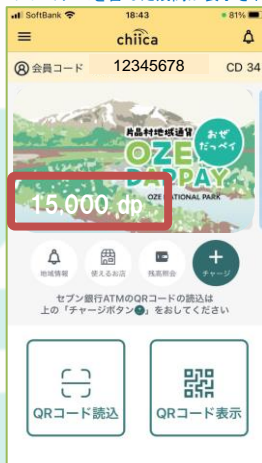 SoftBank 18:43 81%
chiica
会員コード 12345678 CD 34
片品村地域通貨 おぜだっぺイ
OZE
DAPPAY
OZE NATIONAL PARK
15,000 dp
地域情報 使えるお店 残高照会 チャージ
セブン銀行ATMのQRコードの読込は
上の「チャージボタン」をおしてください
QRコード読込 QRコード表示